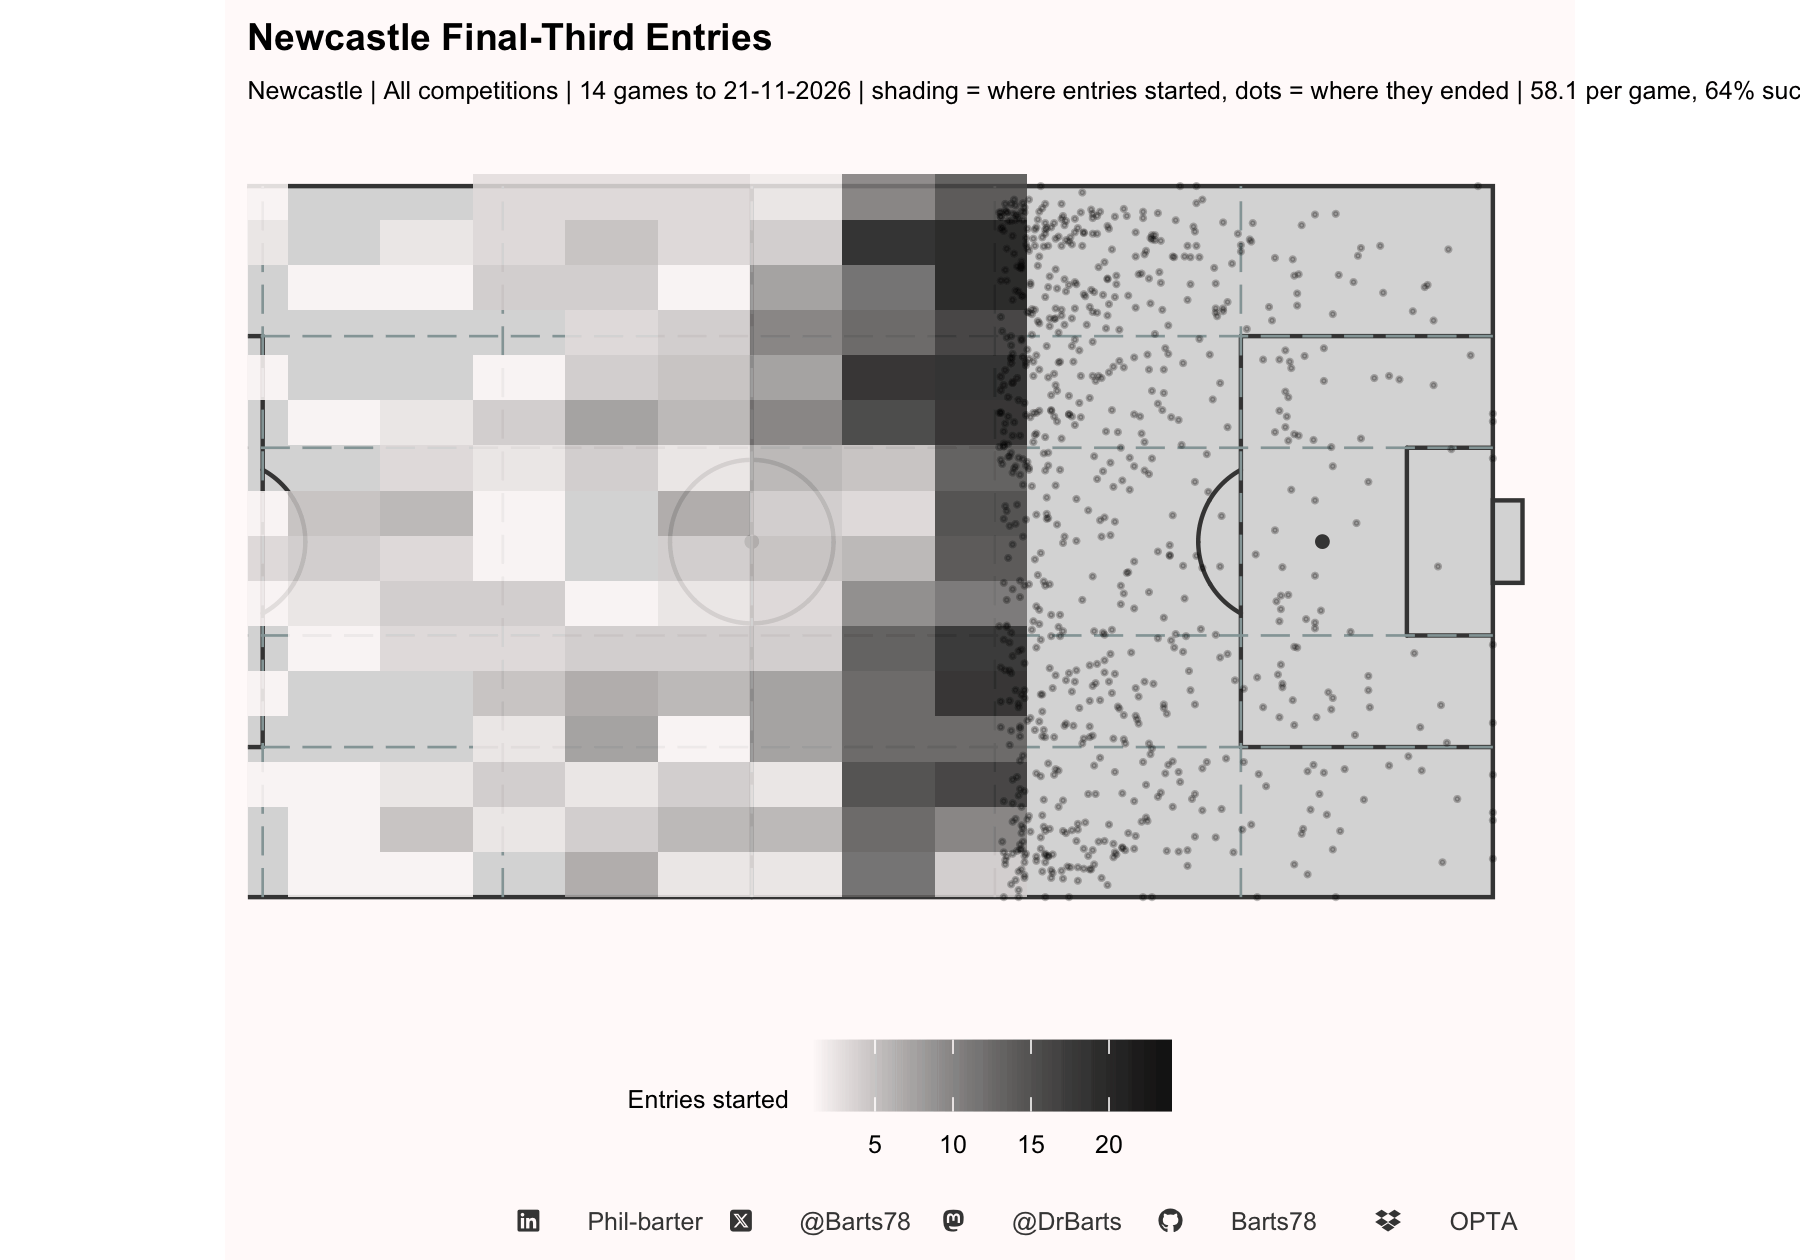 Newcastle Final-Third Entries
Newcastle | All competitions | 14 games to 21-11-2026 | shading = where entries started, dots = where they ended | 58.1 per game, 64% suc
Entries started
5 10 15 20
Phil-barter @Barts78 @DrBarts Barts78 OPTA